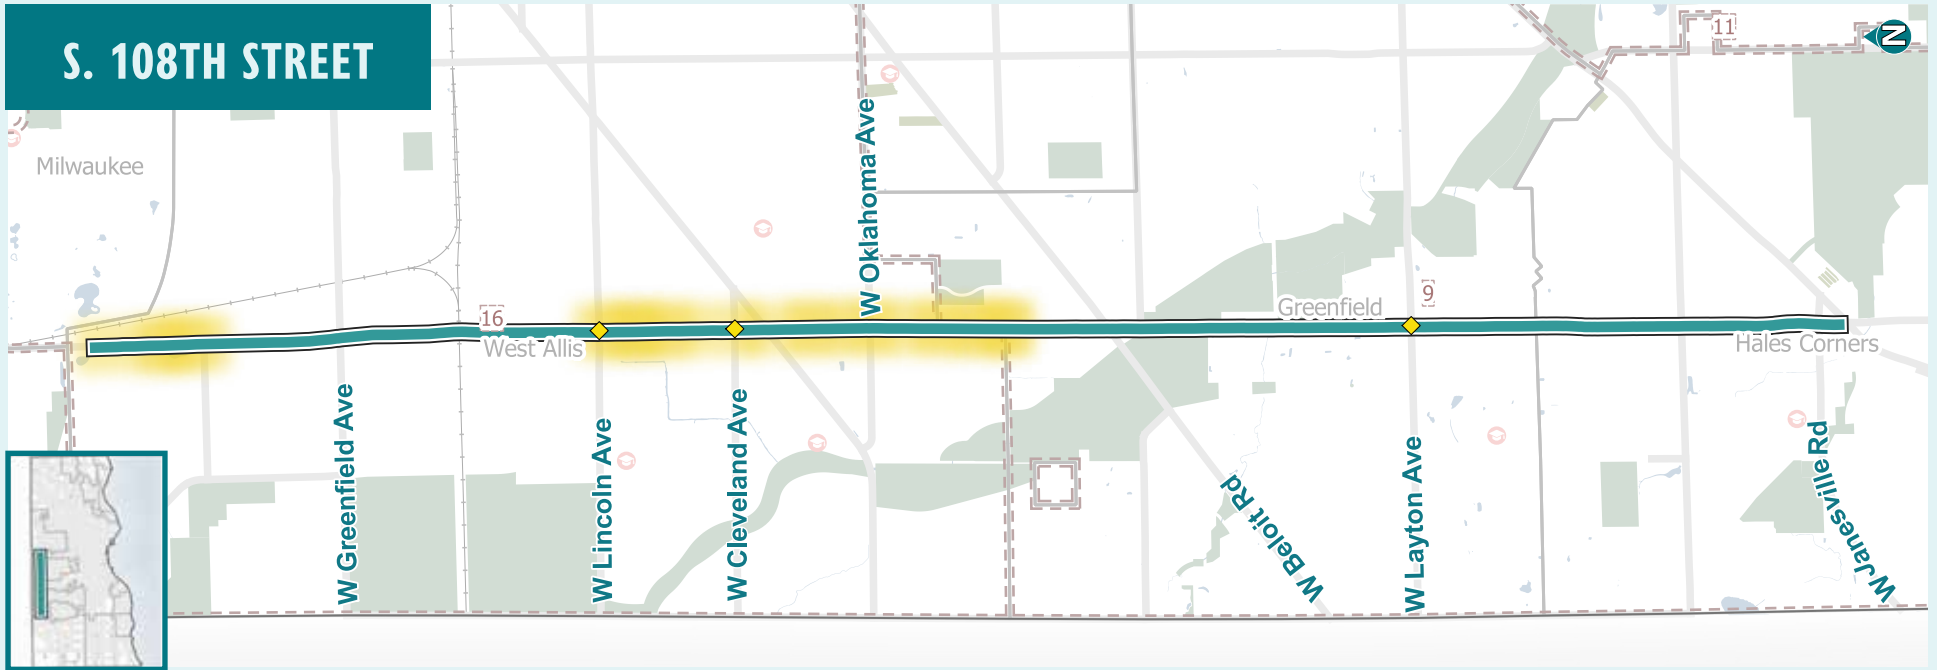 S. 108TH STREET
11
N
Milwaukee
W Oklahoma Ave
9
Greenfield
16
West Allis
Hales Corners
W Greenfield Ave
W Lincoln Ave
W Cleveland Ave
W Beloit Rd
W Layton Ave
W Janesville Rd